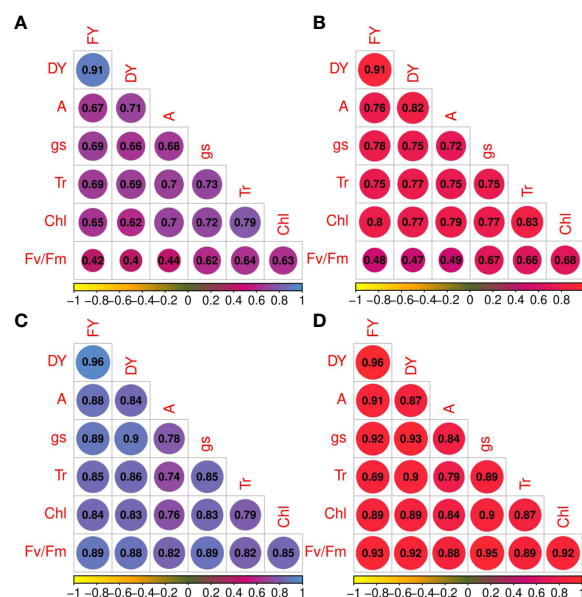 A
FY
DY 0.91 DY
A 0.67 0.71 A
gs 0.69 0.66 0.68 gs
Tr 0.69 0.69 0.7 0.73 Tr
Chl 0.65 0.62 0.7 0.72 0.79 Chl
Fv/Fm 0.42 0.4 0.44 0.62 0.64 0.63
−1 −0.8 −0.6 −0.4 −0.2 0 0.2 0.4 0.6 0.8 1
B
FY
DY 0.91 DY
A 0.76 0.82 A
gs 0.78 0.75 0.72 gs
Tr 0.75 0.77 0.75 0.75 Tr
Chl 0.8 0.77 0.79 0.77 0.83 Chl
Fv/Fm 0.48 0.47 0.49 0.67 0.66 0.68
−1 −0.8 −0.6 −0.4 −0.2 0 0.2 0.4 0.6 0.8 1
C
FY
DY 0.96 DY
A 0.88 0.84 A
gs 0.89 0.9 0.78 gs
Tr 0.85 0.86 0.74 0.85 Tr
Chl 0.84 0.83 0.76 0.83 0.79 Chl
Fv/Fm 0.89 0.88 0.82 0.89 0.82 0.85
−1 −0.8 −0.6 −0.4 −0.2 0 0.2 0.4 0.6 0.8 1
D
FY
DY 0.96 DY
A 0.91 0.87 A
gs 0.92 0.93 0.84 gs
Tr 0.89 0.9 0.79 0.89 Tr
Chl 0.89 0.89 0.84 0.9 0.87 Chl
Fv/Fm 0.93 0.92 0.88 0.95 0.89 0.92
−1 −0.8 −0.6 −0.4 −0.2 0 0.2 0.4 0.6 0.8 1